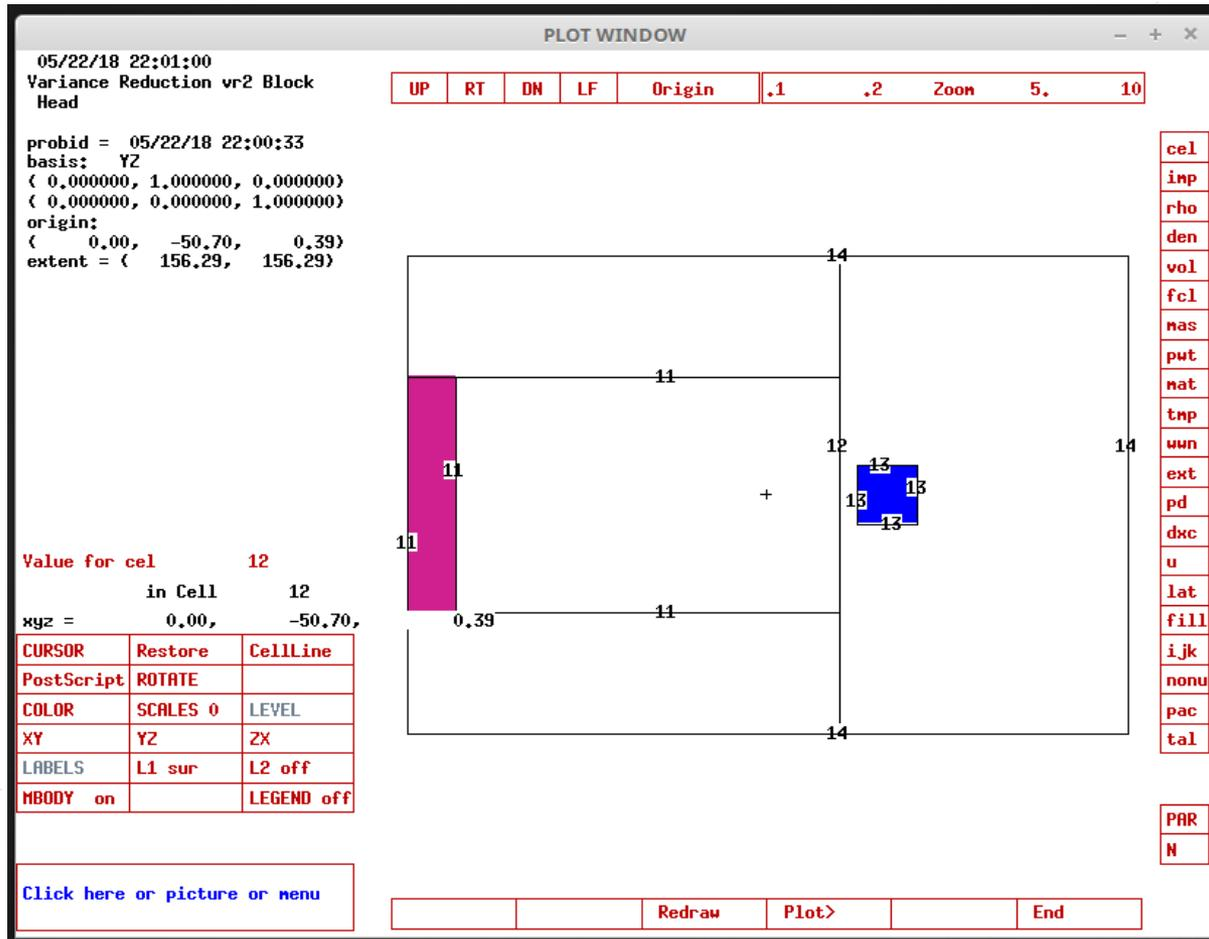 PLOT WINDOW
05/22/18 22:01:00
Variance Reduction vr2 Block
Head
probid = 05/22/18 22:00:33
basis: YZ
( 0.000000, 1.000000, 0.000000)
( 0.000000, 0.000000, 1.000000)
origin:
( 0.00, -50.70, 0.39)
extent = ( 156.29, 156.29)
UP RT DN LF Origin .1 .2 Zoom 5. 10
14
11
12
14
13
11
13
13
13
11
11
14
cel
imp
rho
den
vol
fcl
mas
pwt
mat
tmp
wwn
ext
pd
dxc
u
lat
fill
ijk
nonu
pac
tal
PAR
N
Value for cel 12
in Cell 12
xyz = 0.00, -50.70, 0.39
CURSOR Restore CellLine
PostScript ROTATE
COLOR SCALES 0 LEVEL
XY YZ ZX
LABELS L1 sur L2 off
MBODY on LEGEND off
Click here or picture or menu
Redraw Plot> End